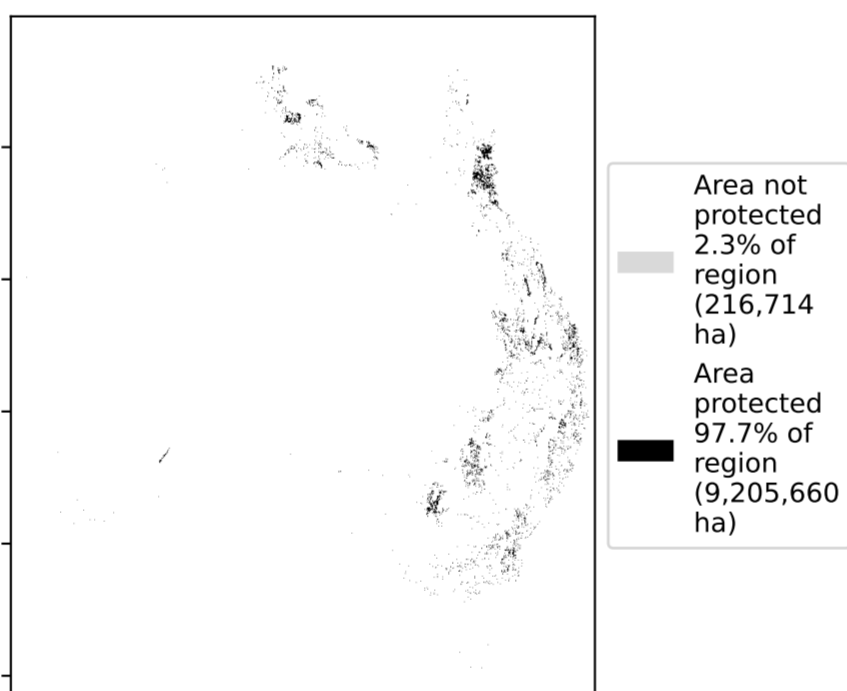 Area not
protected
2.3% of
region
(216,714
ha)
Area
protected
97.7% of
region
(9,205,660
ha)